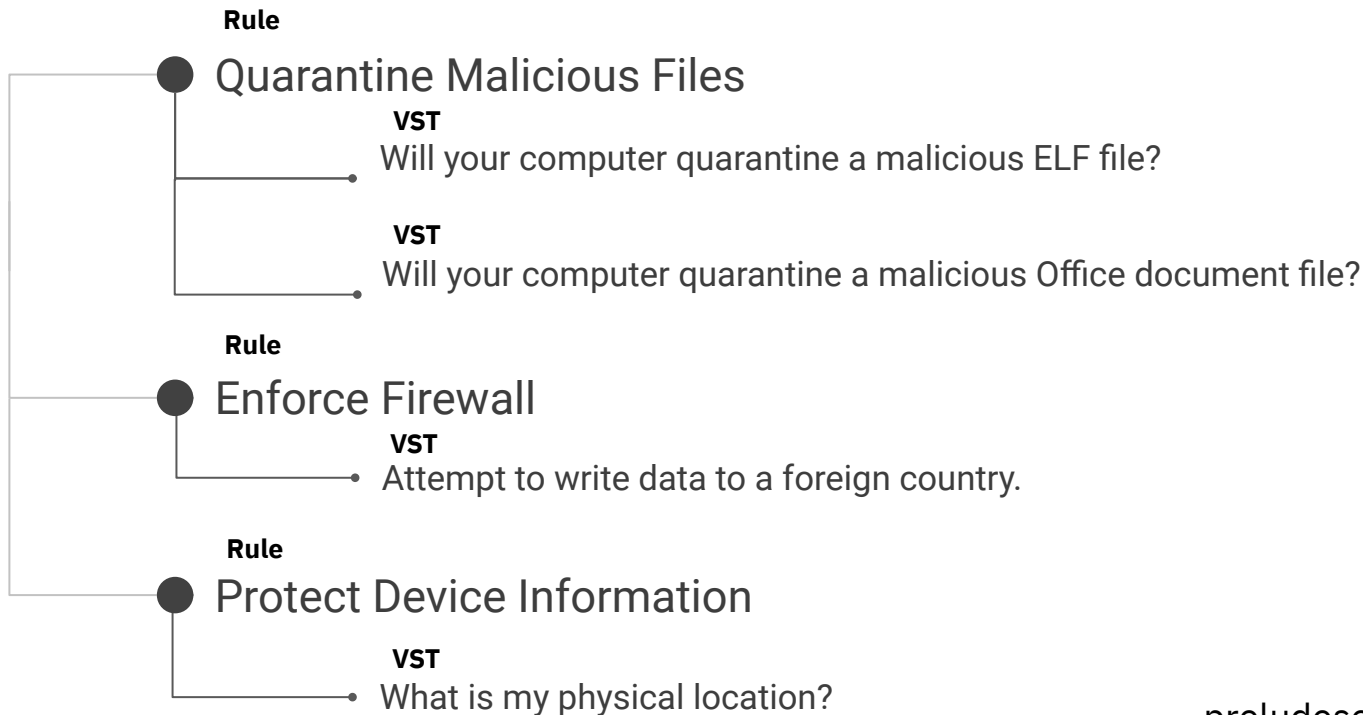 Rule
Quarantine Malicious Files
VST
Will your computer quarantine a malicious ELF file?
VST
Will your computer quarantine a malicious Office document file?
Rule
Enforce Firewall
VST
Attempt to write data to a foreign country.
Rule
Protect Device Information
VST
What is my physical location?